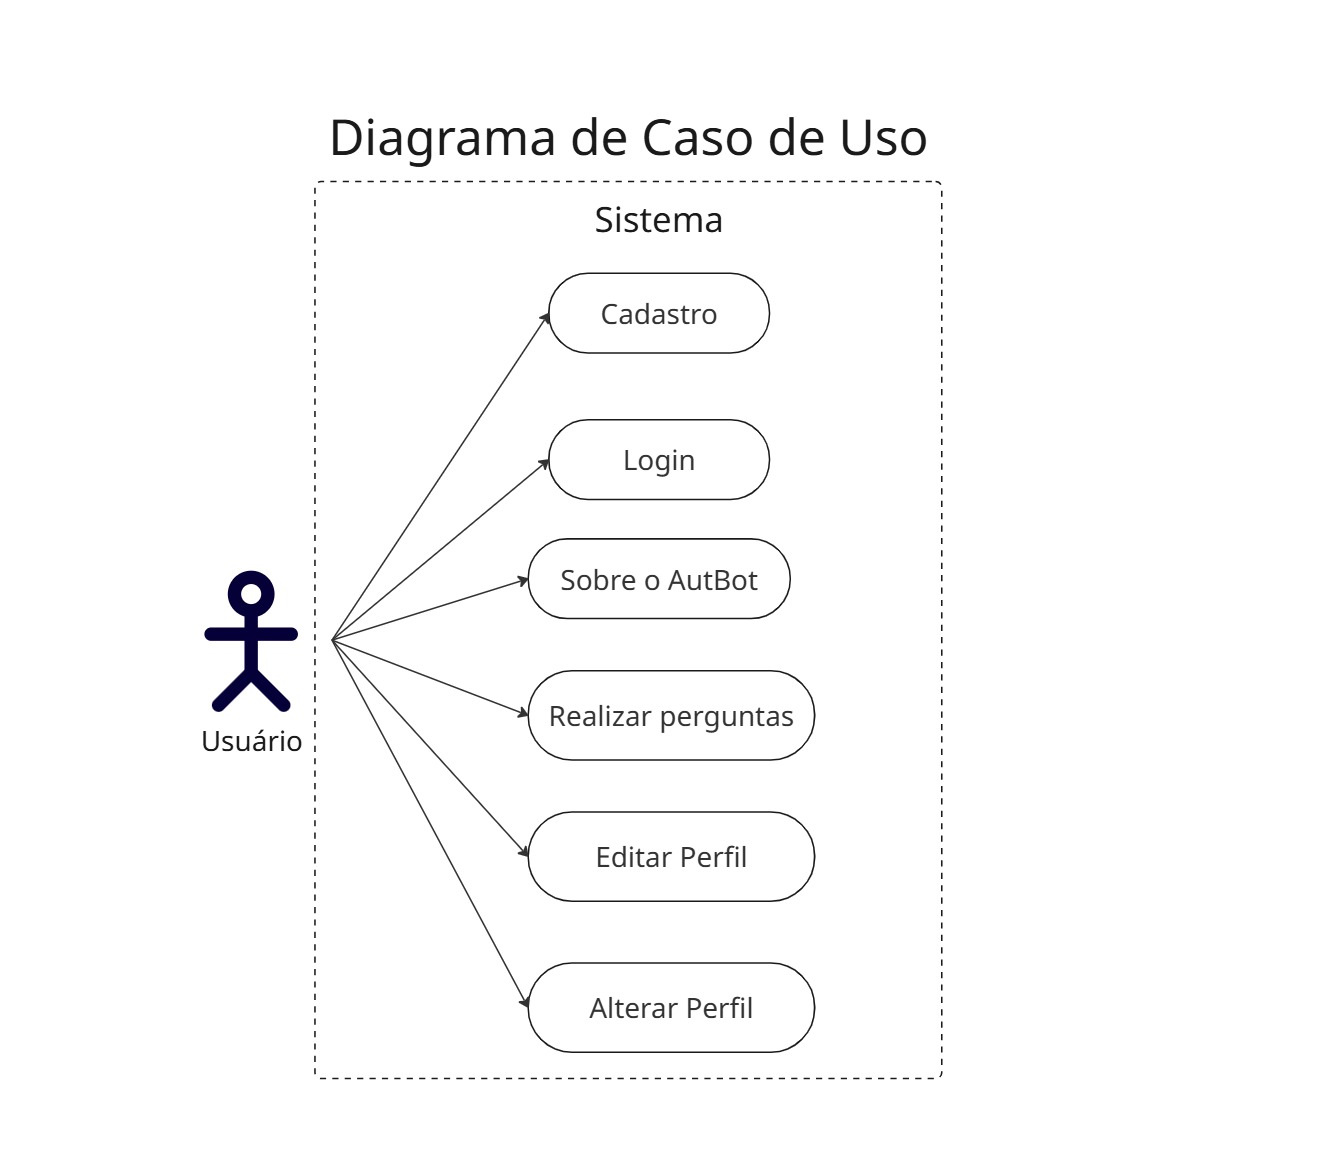 Diagrama de Caso de Uso
Sistema
Cadastro
Login
Sobre o AutBot
Realizar perguntas
Usuário
Editar Perfil
Alterar Perfil